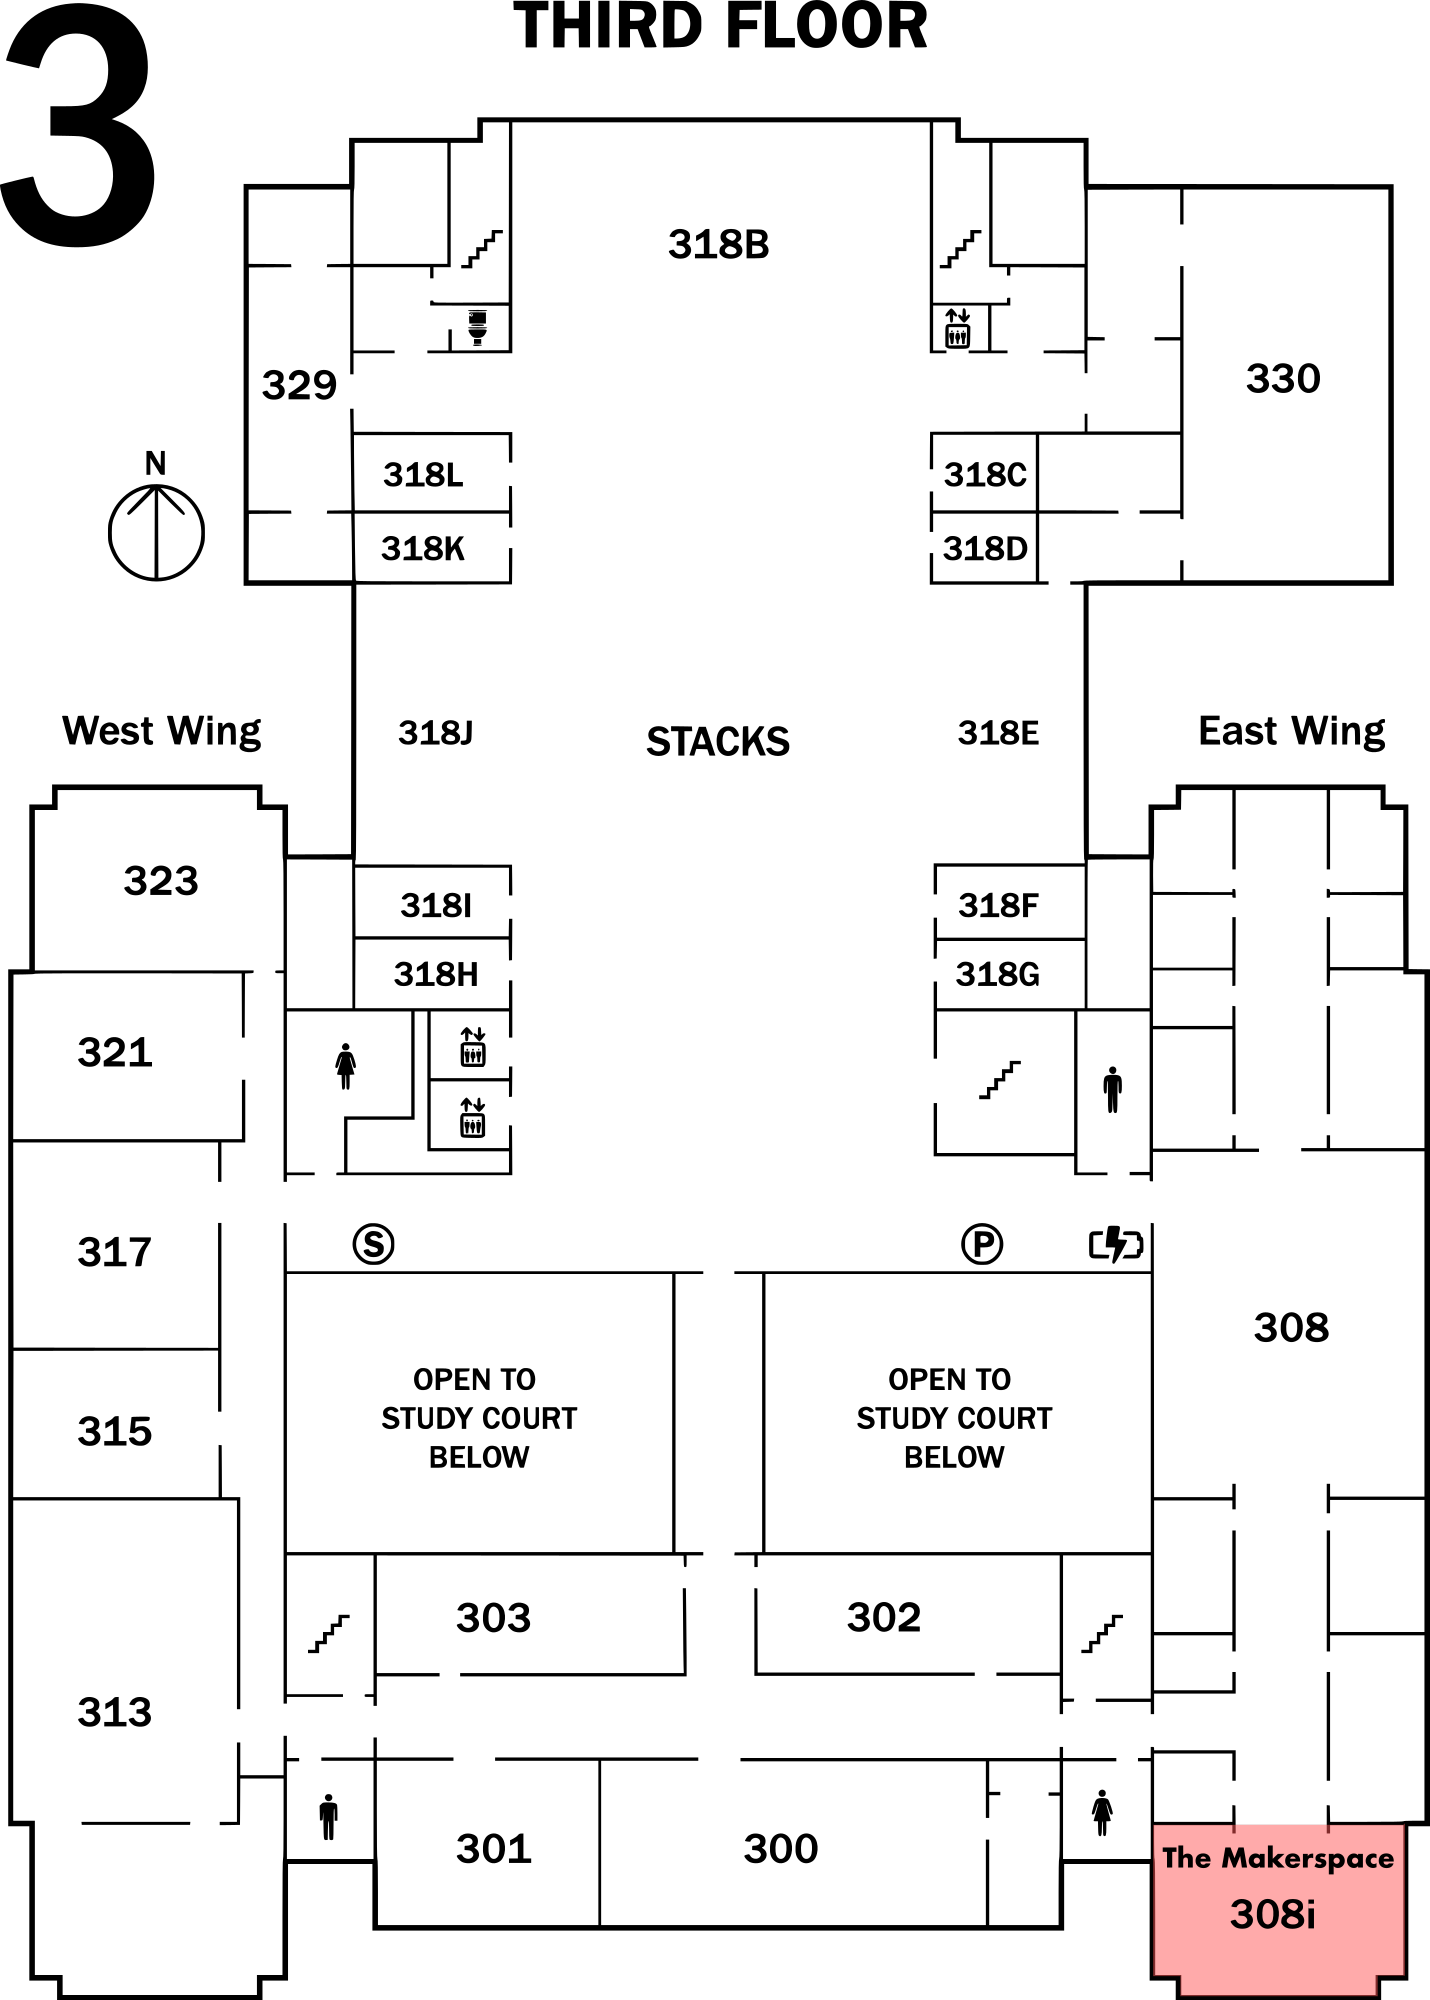 3
THIRD FLOOR
318B
329
330
N
318L
318C
318K
318D
West Wing
318J
STACKS
318E
East Wing
323
318I
318F
318H
318G
321
317
S
P
308
OPEN TO
STUDY COURT
BELOW
OPEN TO
STUDY COURT
BELOW
315
303
302
313
301
300
The Makerspace
308i